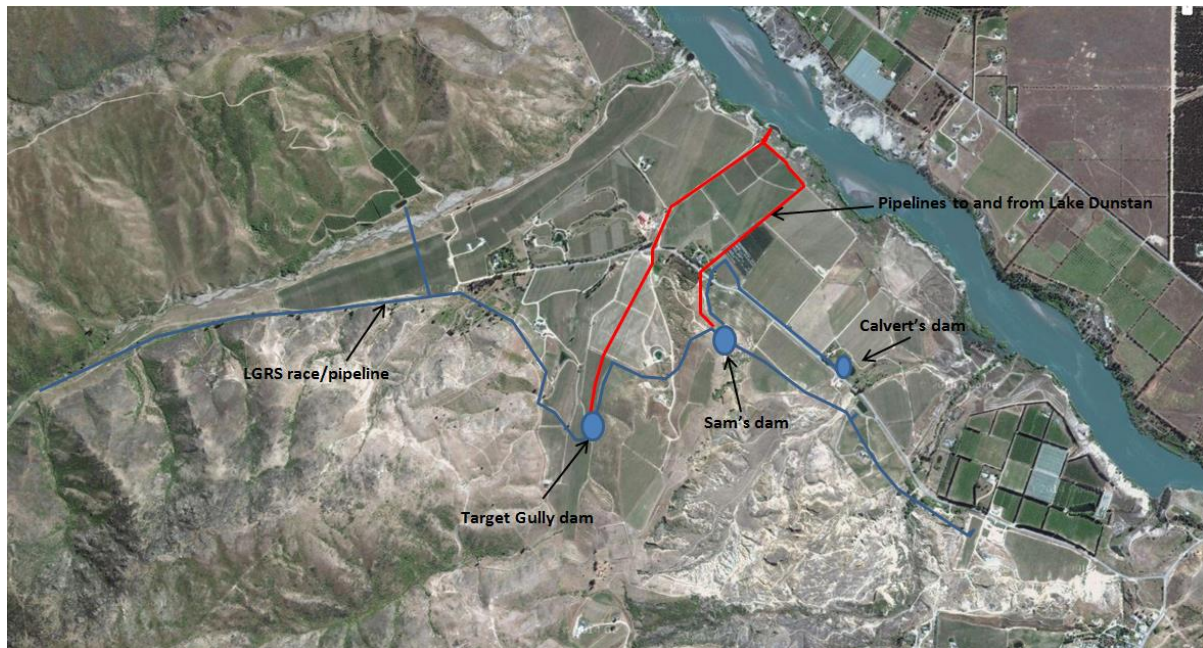 Pipelines to and from Lake Dunstan
Calvert's dam
LGRS race/pipeline
Sam's dam
Target Gully dam